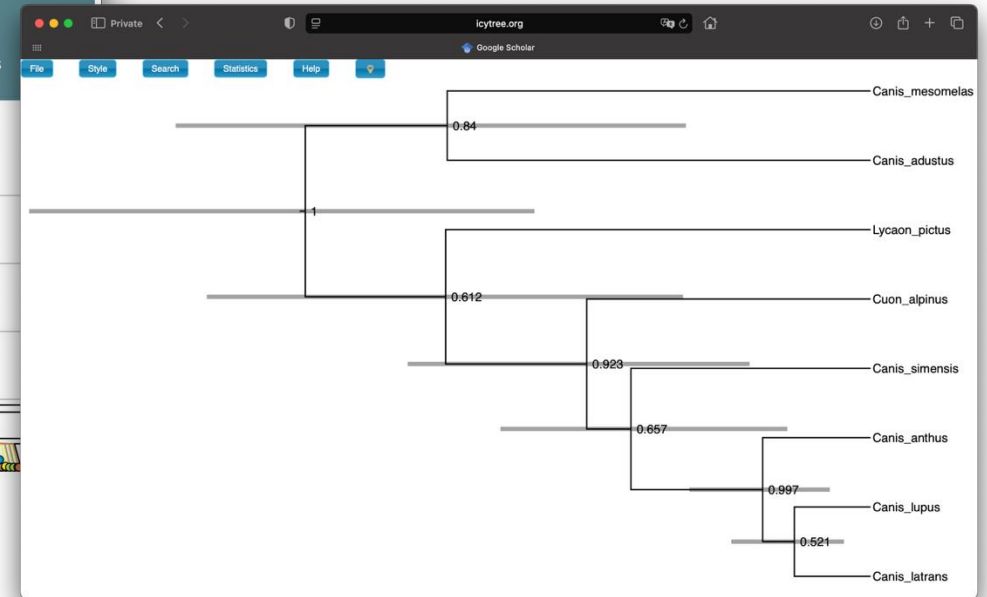 Private
icytree.org
Google Scholar
File
Style
Search
Statistics
Help
Canis_mesomelas
0.84
Canis_adustus
1
Lycaon_pictus
0.612
Cuon_alpinus
0.923
Canis_simensis
0.657
Canis_anthus
0.997
Canis_lupus
0.521
Canis_latrans